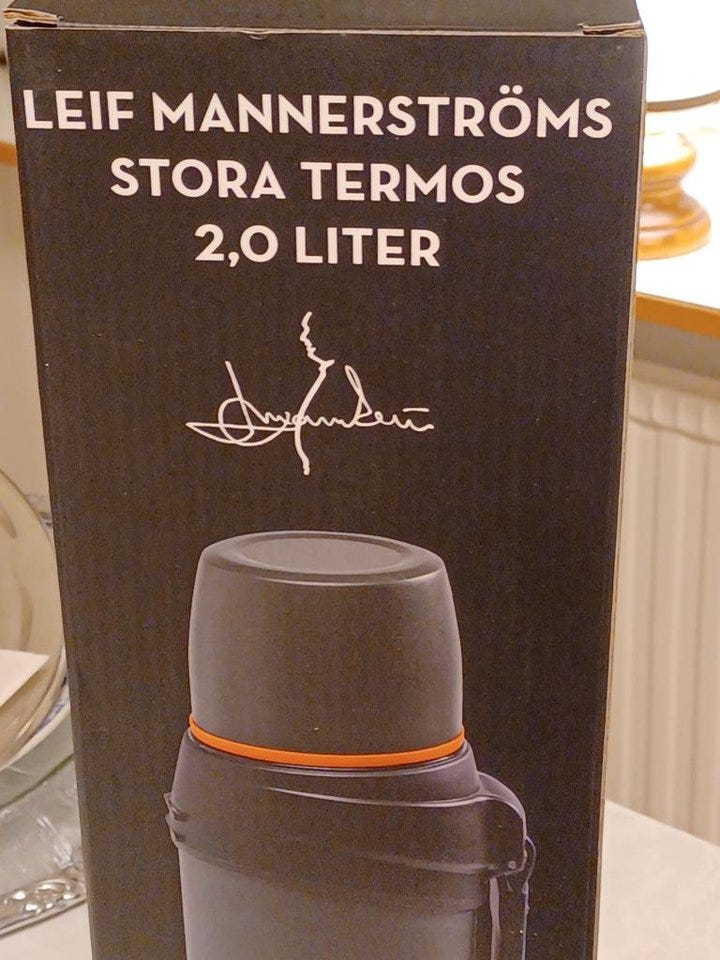 LEIF MANNERSTRÖMS
STORA TERMOS
2,0 LITER